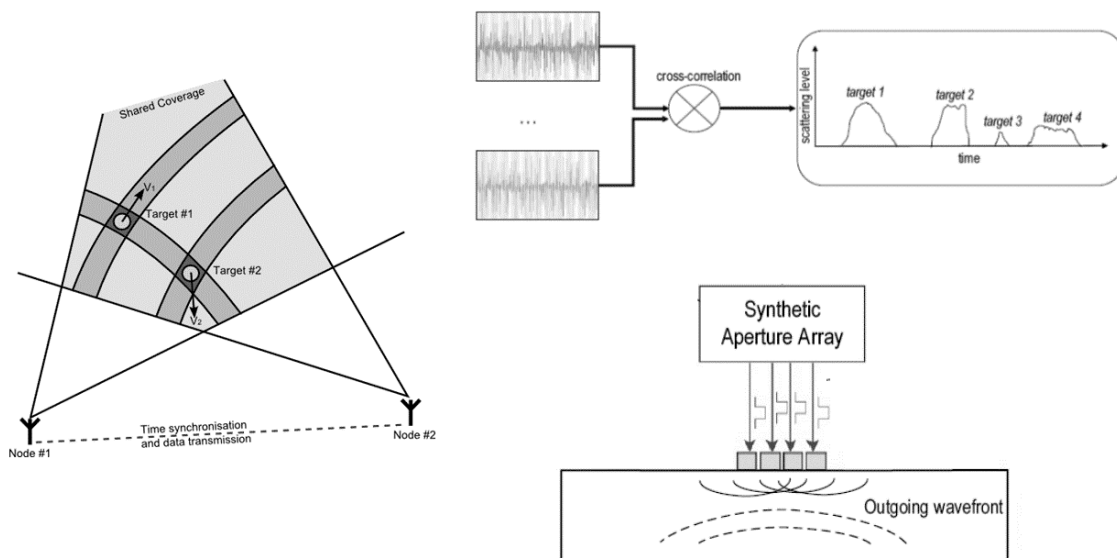 Shared Coverage
V1
Target #1
Target #2
V2
Node #1
Time synchronisation
and data transmission
Node #2
...
cross-correlation
scattering level
target 1
target 2
target 3
target 4
time
Synthetic
Aperture Array
Outgoing wavefront